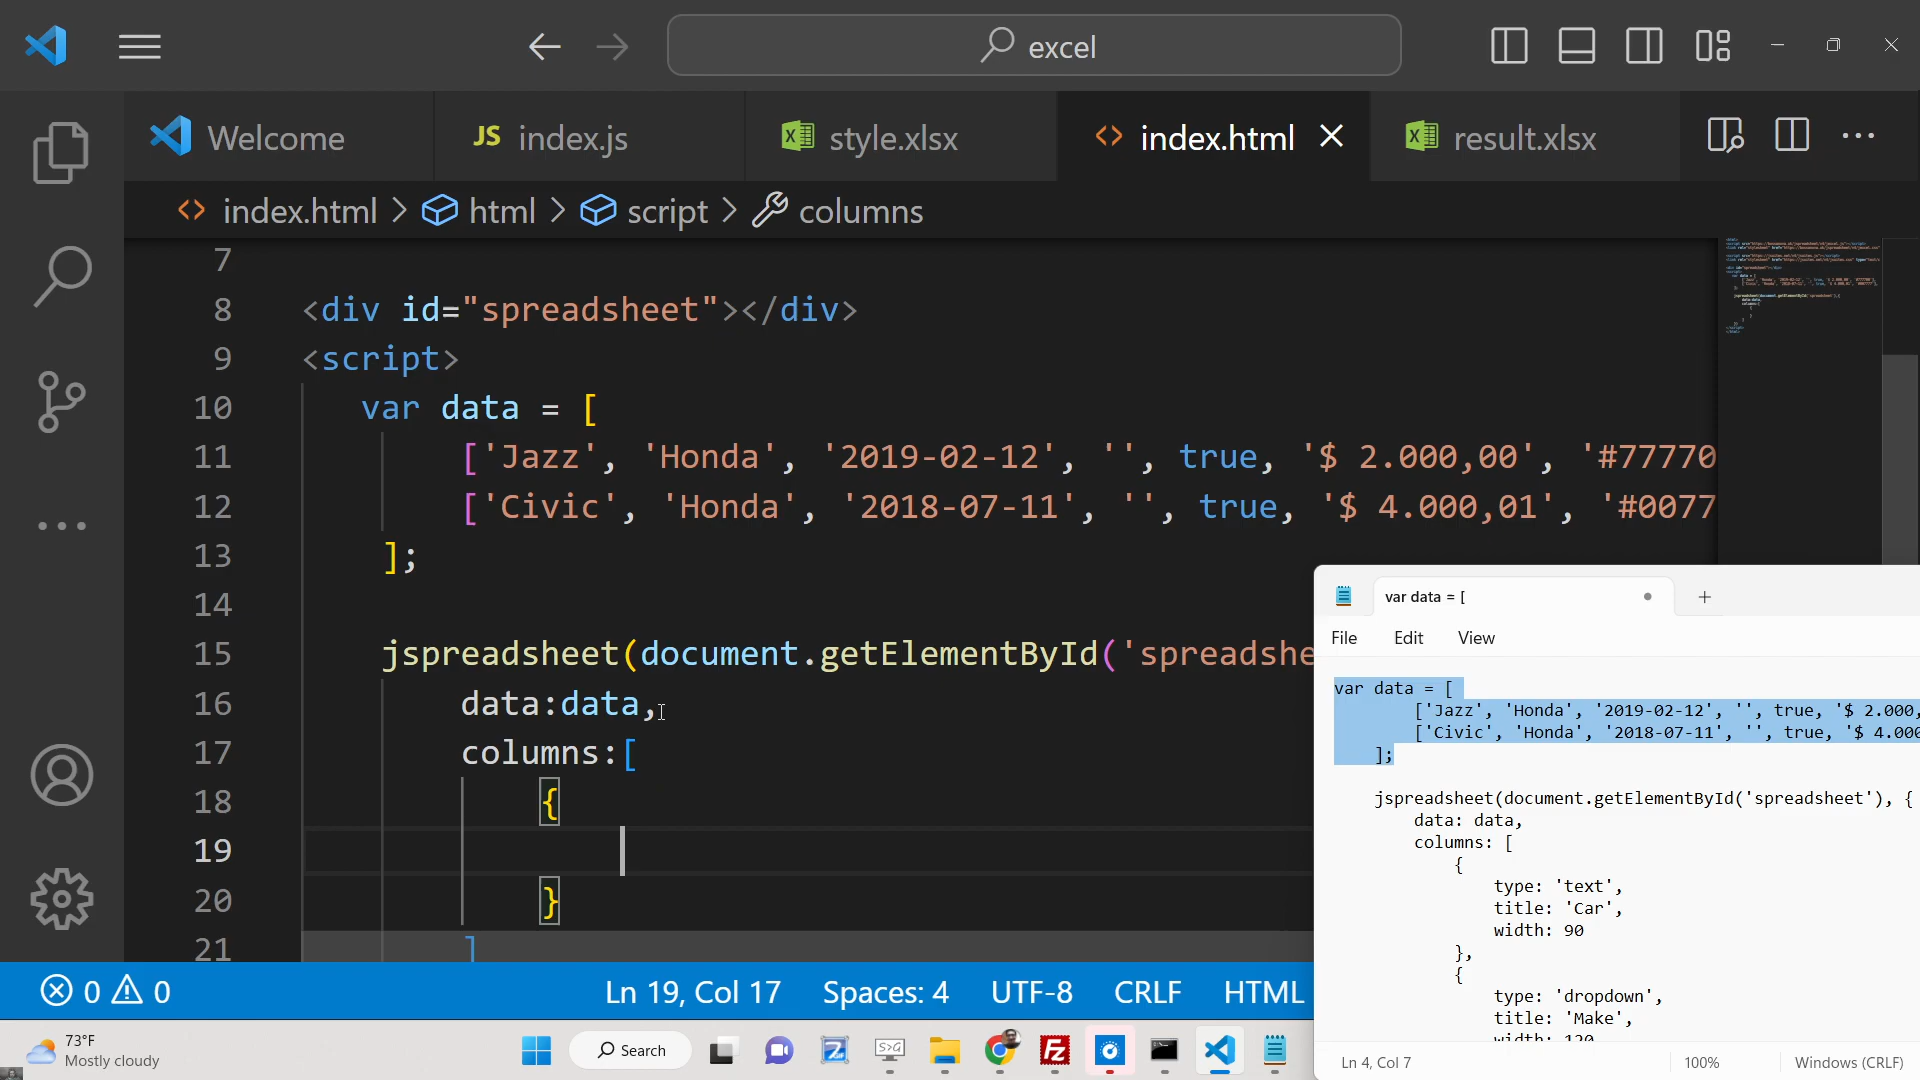 excel
Welcome
JS index.js
style.xlsx
index.html
result.xlsx
index.html > html > script > columns
7
8 <div id="spreadsheet"></div>
9 <script>
10 var data = [
11 ['Jazz', 'Honda', '2019-02-12', '', true, '$ 2.000,00', '#77770
12 ['Civic', 'Honda', '2018-07-11', '', true, '$ 4.000,01', '#0077
13 ];
14
15 jspreadsheet(document.getElementById('spreadshe
16 data:data,
17 columns:[
18 {
19
20 }
21 ]
0 0
Ln 19, Col 17
Spaces: 4
UTF-8
CRLF
HTML
var data = [
File Edit View
var data = [
['Jazz', 'Honda', '2019-02-12', '', true, '$ 2.000,
['Civic', 'Honda', '2018-07-11', '', true, '$ 4.000
];
jspreadsheet(document.getElementById('spreadsheet'), {
data: data,
columns: [
{
type: 'text',
title: 'Car',
width: 90
},
{
type: 'dropdown',
title: 'Make',
width: 120
Ln 4, Col 7
100%
Windows (CRLF)
73°F
Mostly cloudy
Search